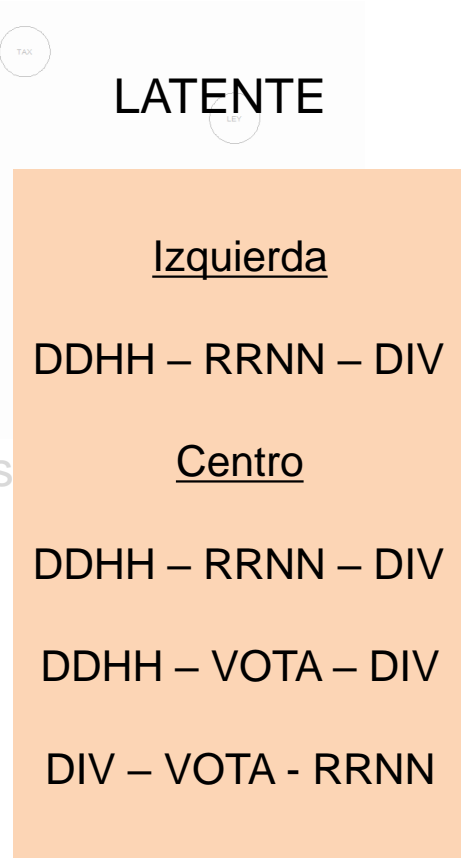 TAX
LATENTE
LEY
Izquierda
DDHH – RRNN – DIV
Centro
s
DDHH – RRNN – DIV
DDHH – VOTA – DIV
DIV – VOTA - RRNN